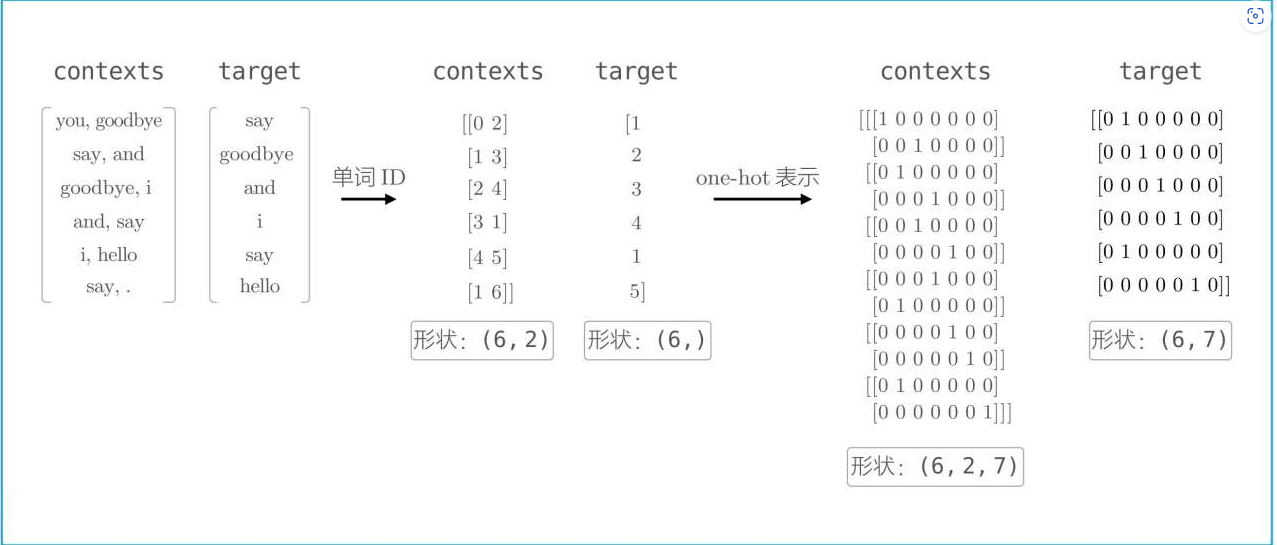 contexts target
you, goodbye say
say, and goodbye
goodbye, i and
and, say i
i, hello say
say, . hello
单词 ID
contexts target
[[0 2] [1
[1 3] 2
[2 4] 3
[3 1] 4
[4 5] 1
[1 6]] 5]
形状：(6, 2) 形状：(6,)
one-hot 表示
contexts
[[[1 0 0 0 0 0 0]
[0 0 1 0 0 0 0]]
[[0 1 0 0 0 0 0]
[0 0 0 1 0 0 0]]
[[0 0 1 0 0 0 0]
[0 0 0 0 1 0 0]]
[[0 0 0 1 0 0 0]
[0 1 0 0 0 0 0]]
[[0 0 0 0 1 0 0]
[0 0 0 0 0 1 0]]
[[0 1 0 0 0 0 0]
[0 0 0 0 0 0 1]]]
形状：(6, 2, 7)
target
[[0 1 0 0 0 0 0]
[0 0 1 0 0 0 0]
[0 0 0 1 0 0 0]
[0 0 0 0 1 0 0]
[0 1 0 0 0 0 0]
[0 0 0 0 0 1 0]]
形状：(6, 7)